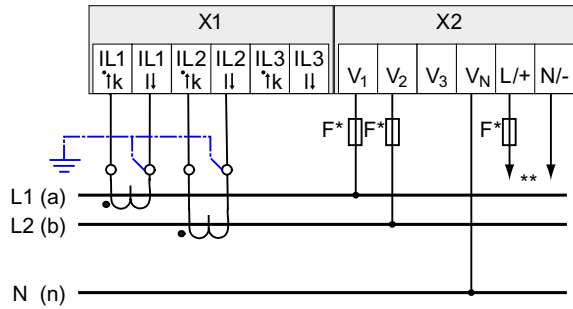 X1 X2
IL1 IL1 IL2 IL2 IL3 IL3
k l k l k l
V1 V2 V3 VN L/+ N/-
F* F* F*
**
L1 (a)
L2 (b)
N (n)